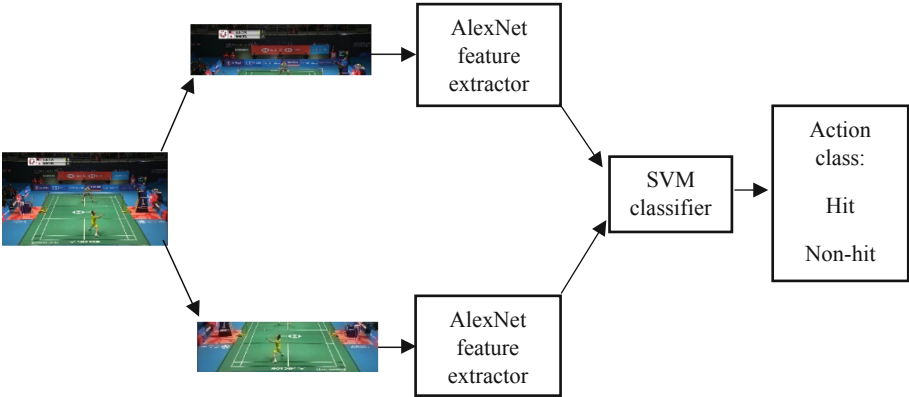 AlexNet
feature
extractor
SVM
classifier
Action
class:
Hit
Non-hit
AlexNet
feature
extractor